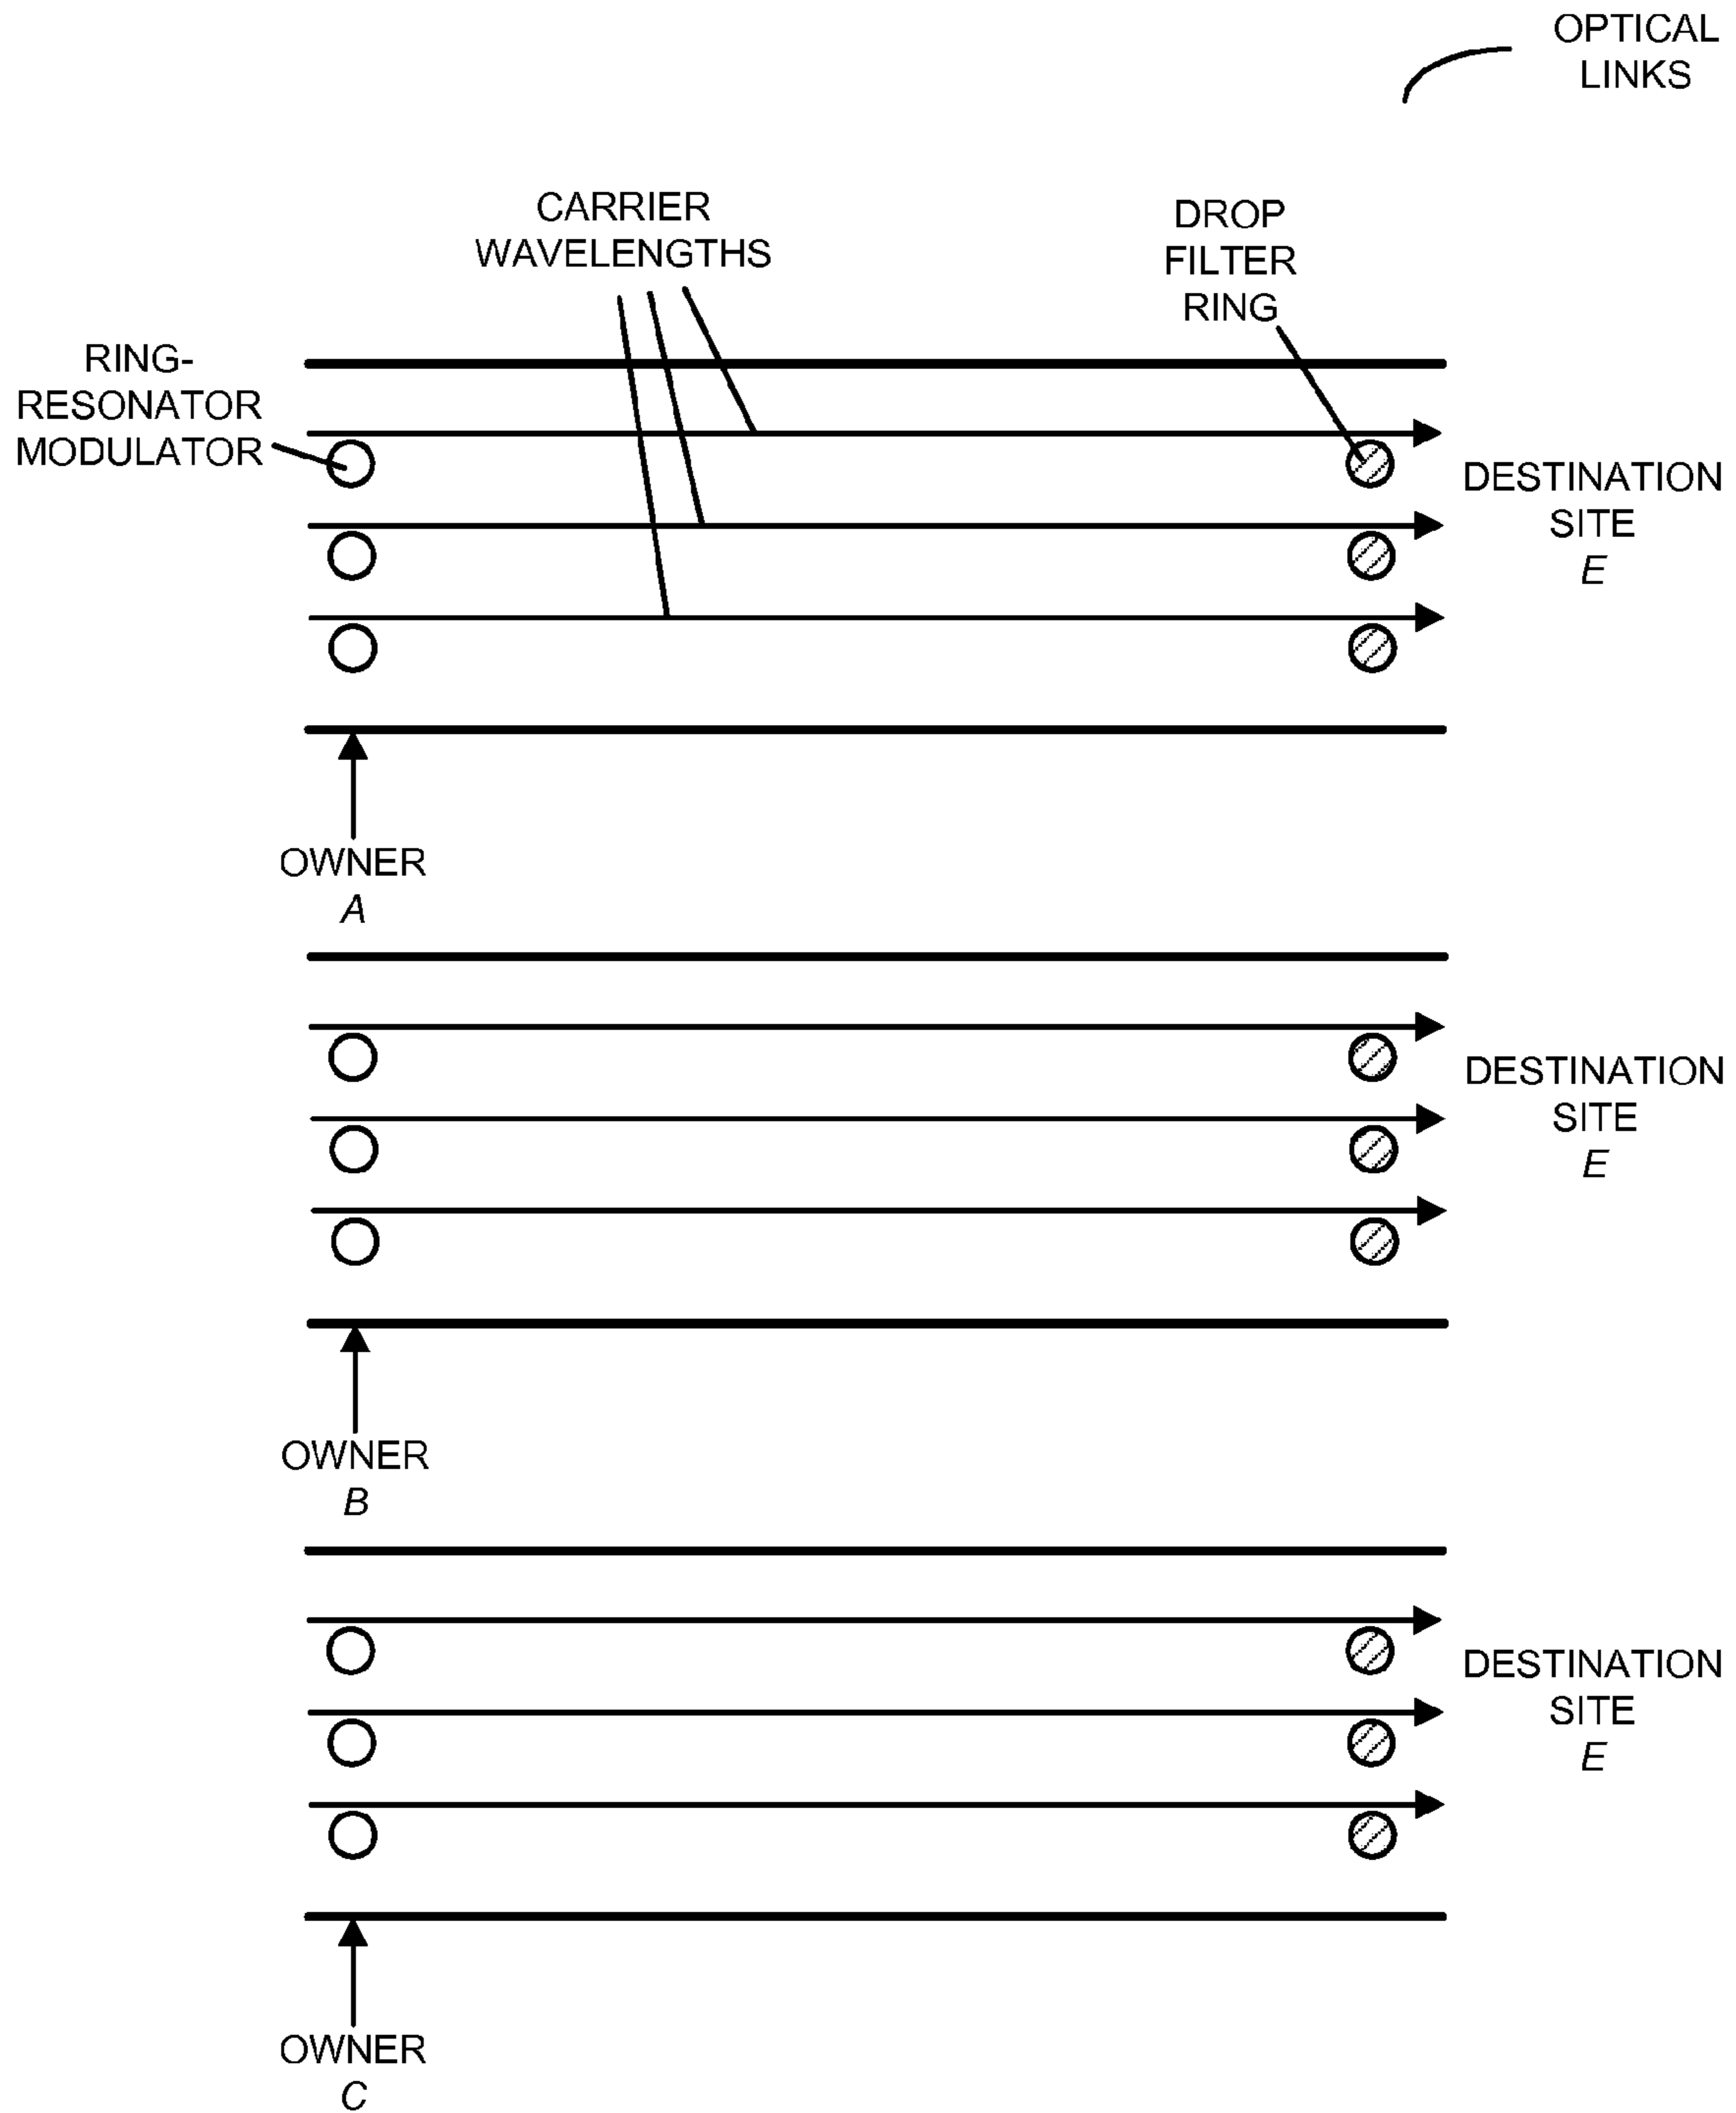 OPTICAL
LINKS
CARRIER
WAVELENGTHS
DROP
FILTER
RING
RING-
RESONATOR
MODULATOR
DESTINATION
SITE
E
OWNER
A
DESTINATION
SITE
E
OWNER
B
DESTINATION
SITE
E
OWNER
C